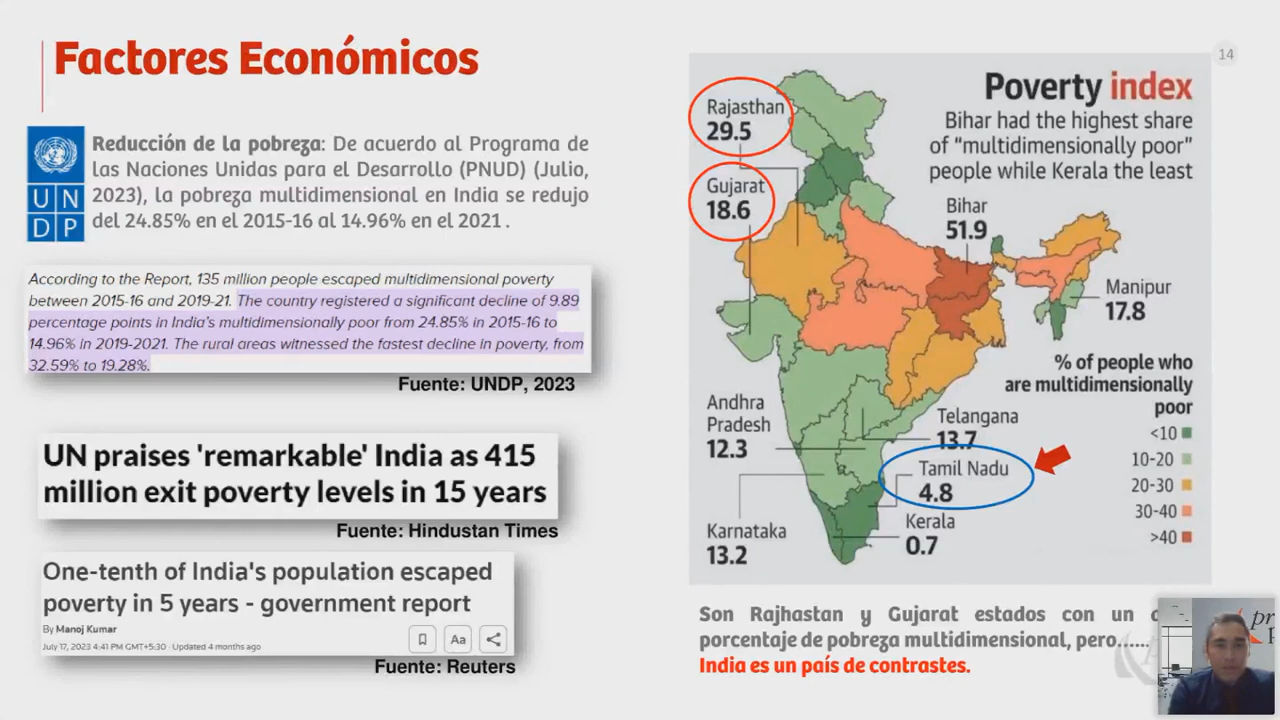 Factores Económicos
14
UN
DP
Reducción de la pobreza: De acuerdo al Programa de
las Naciones Unidas para el Desarrollo (PNUD) (Julio,
2023), la pobreza multidimensional en India se redujo
del 24.85% en el 2015-16 al 14.96% en el 2021 .
According to the Report, 135 million people escaped multidimensional poverty
between 2015-16 and 2019-21. The country registered a significant decline of 9.89
percentage points in India's multidimensionally poor from 24.85% in 2015-16 to
14.96% in 2019-2021. The rural areas witnessed the fastest decline in poverty, from
32.59% to 19.28%.
Fuente: UNDP, 2023
UN praises 'remarkable' India as 415
million exit poverty levels in 15 years
Fuente: Hindustan Times
One-tenth of India's population escaped
poverty in 5 years - government report
By Manoj Kumar
July 17, 2023 4:41 PM GMT+5:30 · Updated 4 months ago
Aa
Fuente: Reuters
Poverty index
Bihar had the highest share
of "multidimensionally poor"
people while Kerala the least
Rajasthan
29.5
Gujarat
18.6
Bihar
51.9
Manipur
17.8
% of people who
are multidimensionally
poor
<10
10-20
20-30
30-40
>40
Andhra
Pradesh
12.3
Telangana
13.7
Tamil Nadu
4.8
Karnataka
13.2
Kerala
0.7
Son Rajhastan y Gujarat estados con un
porcentaje de pobreza multidimensional, pero......
India es un país de contrastes.